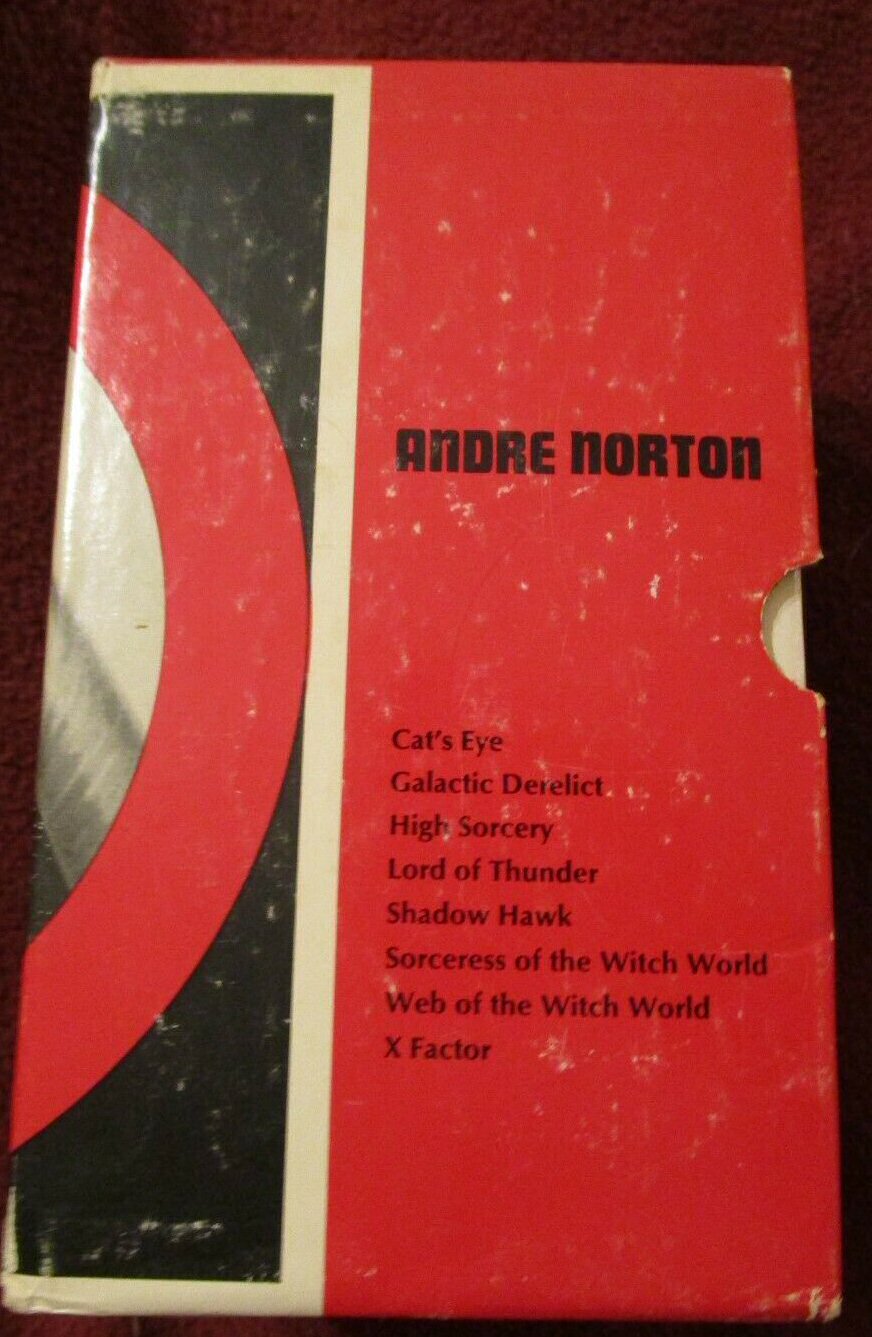 ANDRE NORTON
Cat's Eye
Galactic Derelict
High Sorcery
Lord of Thunder
Shadow Hawk
Sorceress of the Witch World
Web of the Witch World
X Factor